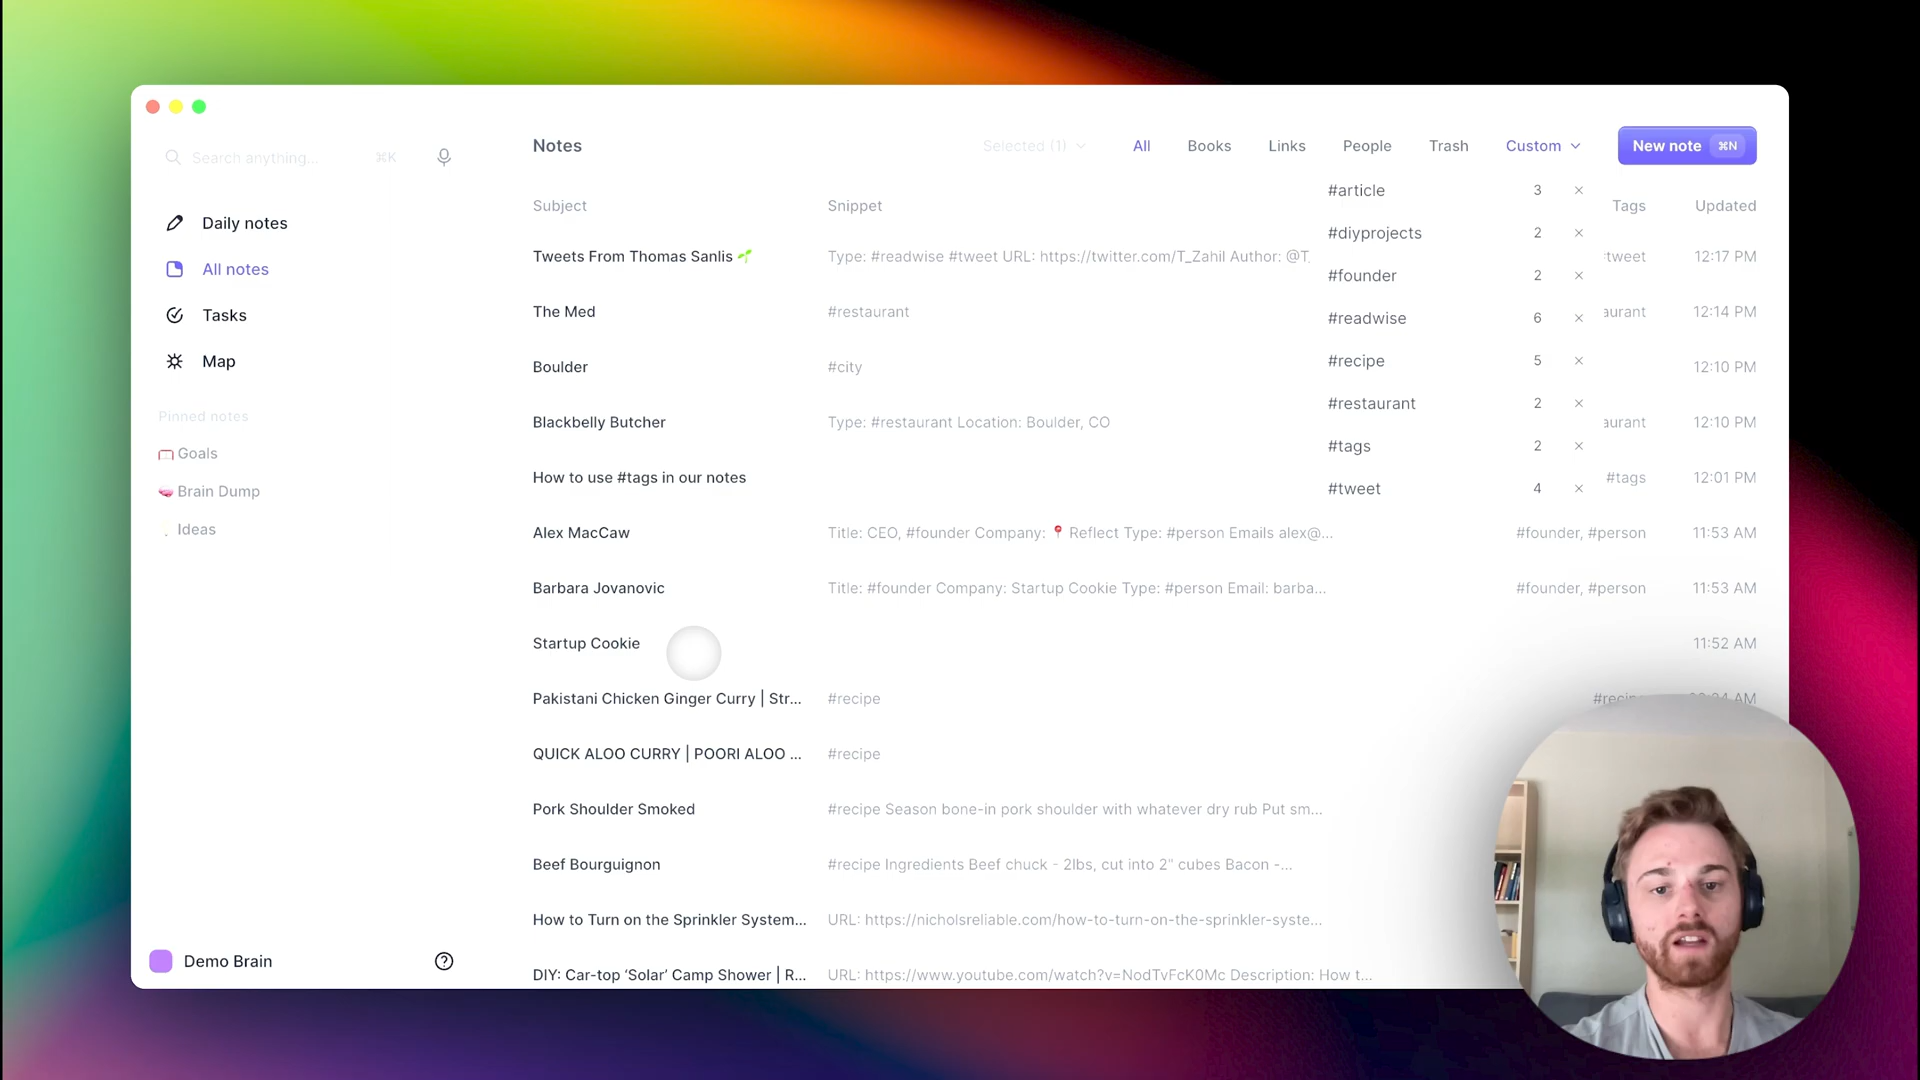 Search anything... ⌘K
Daily notes
All notes
Tasks
Map
Pinned notes
Goals
Brain Dump
Ideas
Demo Brain
Notes
Selected (1)
All
Books
Links
People
Trash
Custom
New note ⌘N
Subject Snippet Tags Updated
Tweets From Thomas Sanlis Type: #readwise #tweet URL: https://twitter.com/T_Zahil Author: @T_ tweet 12:17 PM
The Med #restaurant aurant 12:14 PM
Boulder #city 12:10 PM
Blackbelly Butcher Type: #restaurant Location: Boulder, CO aurant 12:10 PM
How to use #tags in our notes #tags 12:01 PM
Alex MacCaw Title: CEO, #founder Company: 📍 Reflect Type: #person Emails alex@... #founder, #person 11:53 AM
Barbara Jovanovic Title: #founder Company: Startup Cookie Type: #person Email: barba... #founder, #person 11:53 AM
Startup Cookie 11:52 AM
Pakistani Chicken Ginger Curry | Str... #recipe #recip AM
QUICK ALOO CURRY | POORI ALOO ... #recipe
Pork Shoulder Smoked #recipe Season bone-in pork shoulder with whatever dry rub Put sm...
Beef Bourguignon #recipe Ingredients Beef chuck - 2lbs, cut into 2" cubes Bacon -...
How to Turn on the Sprinkler System... URL: https://nicholsreliable.com/how-to-turn-on-the-sprinkler-syste...
DIY: Car-top ‘Solar’ Camp Shower | R... URL: https://www.youtube.com/watch?v=NodTvFcK0Mc Description: How t...
#article 3 ×
#diyprojects 2 ×
#founder 2 ×
#readwise 6 ×
#recipe 5 ×
#restaurant 2 ×
#tags 2 ×
#tweet 4 ×